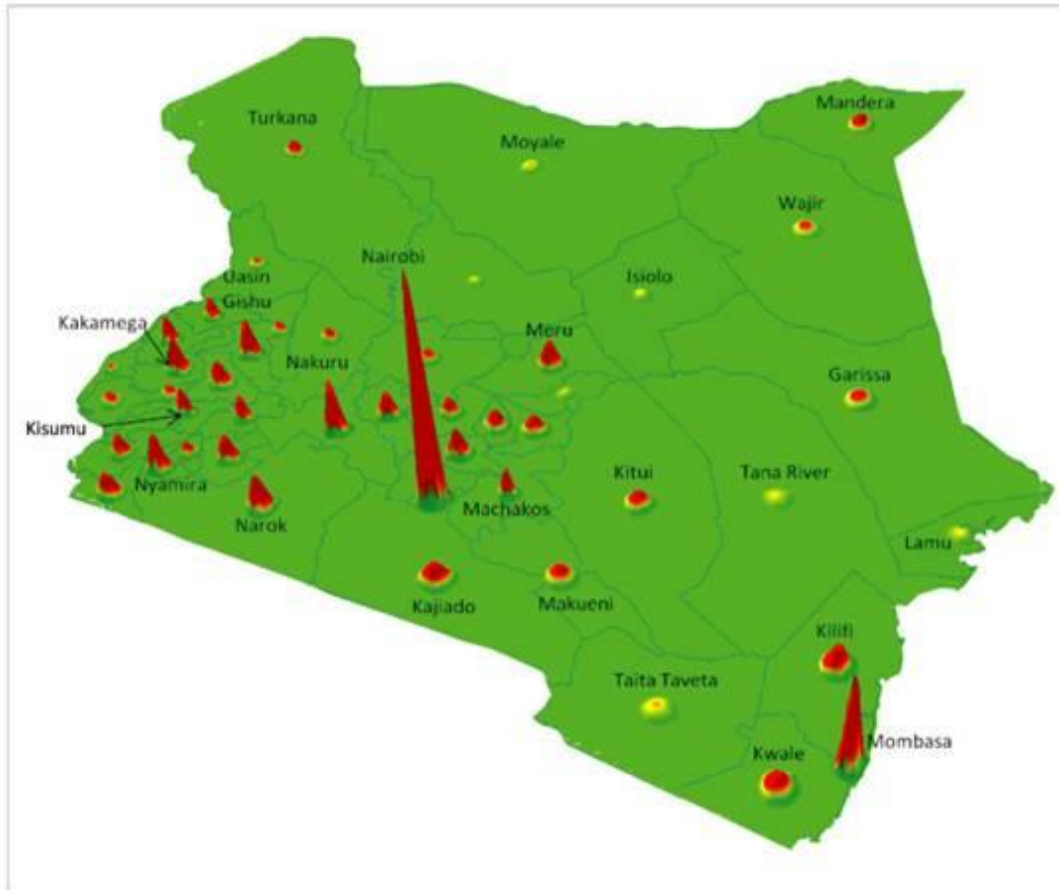 Mandera
Turkana
Moyale
Wajir
Nairobi
Uasin
Gishu
Isiolo
Kakamega
Meru
Nakuru
Garissa
Kisumu
Kitui
Tana River
Nyamira
Narok
Machakos
Lamu
Kajiado
Makueni
Kilifi
Taita Taveta
Mombasa
Kwale